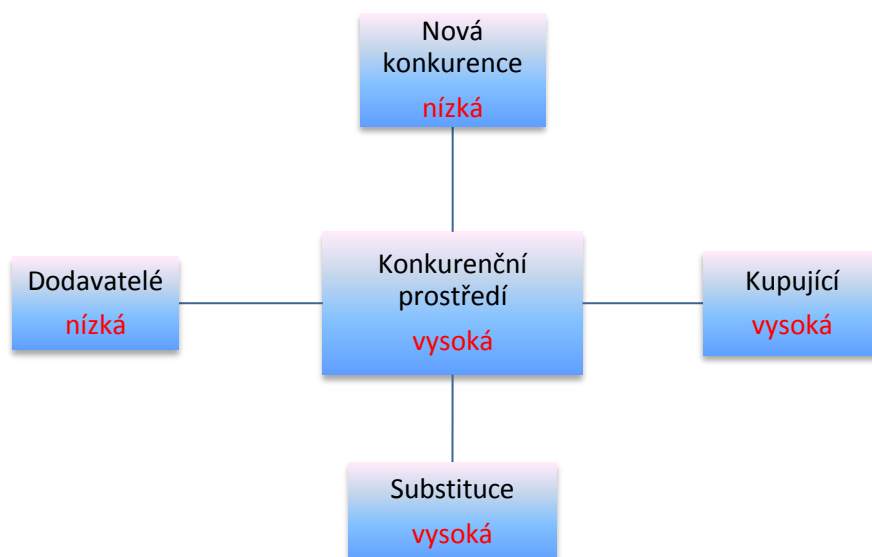 Nová
konkurence
nízká
Dodavatelé
nízká
Konkurenční
prostředí
vysoká
Kupující
vysoká
Substituce
vysoká